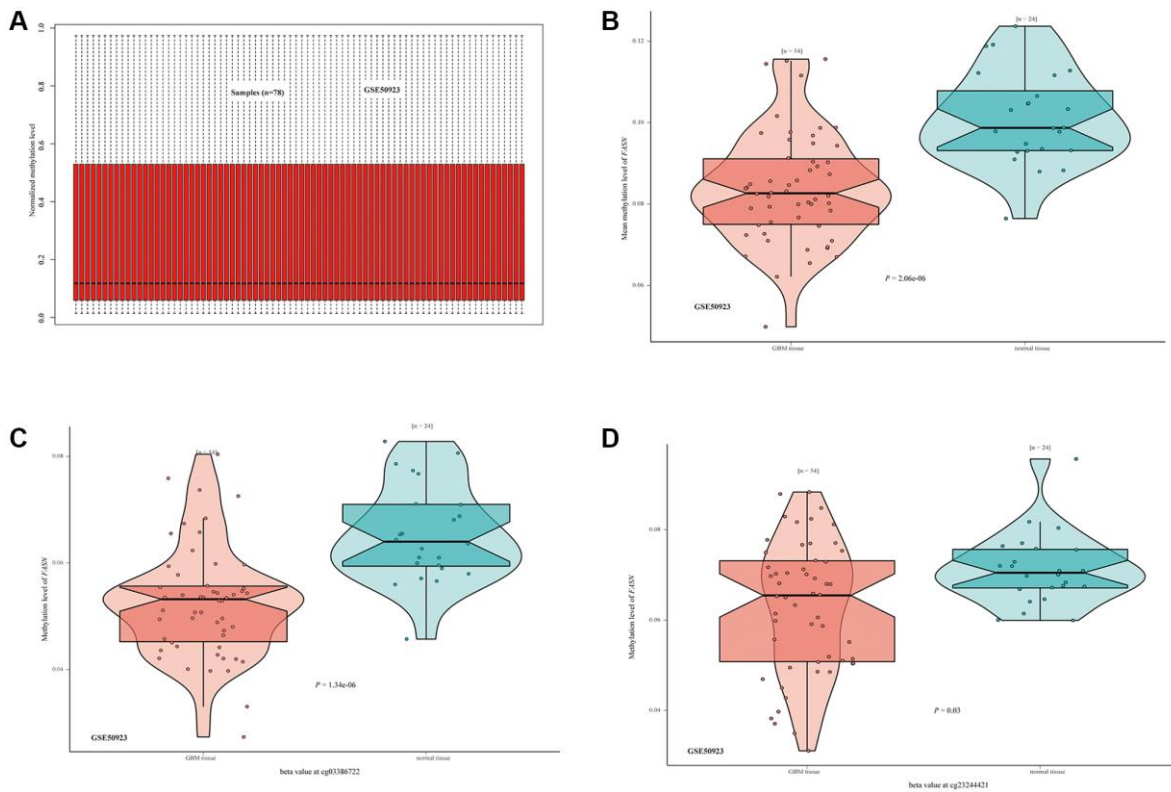 A
Normalized methylation level
0.0
0.2
0.4
0.6
0.8
1.0
Samples (n=78)
GSE50923
B
Mean methylation level of FASN
0.12
0.10
0.08
0.06
[n = 54]
[n = 24]
P = 2.06e-06
GSE50923
GBM tissue
normal tissue
C
Methylation level of FASN
0.08
0.06
0.04
[n = 54]
[n = 24]
P = 1.34e-06
GSE50923
GBM tissue
normal tissue
beta value at cg03386722
D
Methylation level of FASN
0.08
0.06
0.04
[n = 54]
[n = 24]
P = 0.03
GSE50923
GBM tissue
normal tissue
beta value at cg23244421